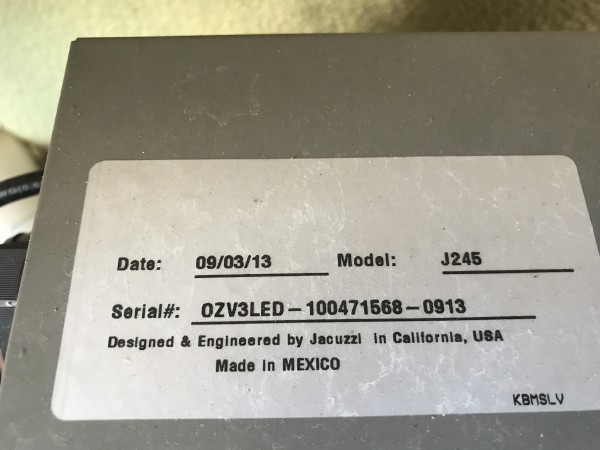 Date: 09/03/13 Model: J245
Serial#: OZV3LED-100471568-0913
Designed & Engineered by Jacuzzi in California, USA
Made in MEXICO
KBMSLV